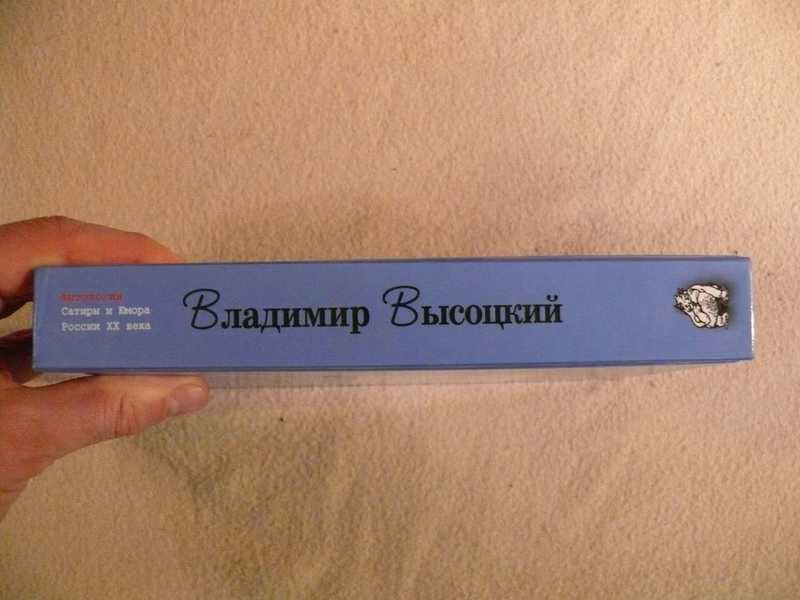 Антология
Сатиры и Юмора
России XX века
Владимир Высоцкий